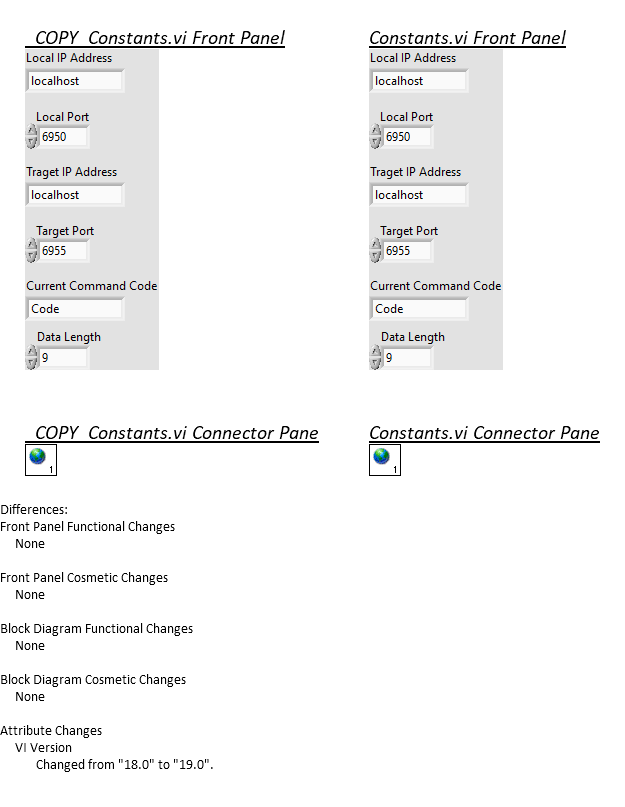 _COPY_Constants.vi Front Panel
Local IP Address
localhost
Local Port
6950
Traget IP Address
localhost
Target Port
6955
Current Command Code
Code
Data Length
9
Constants.vi Front Panel
Local IP Address
localhost
Local Port
6950
Traget IP Address
localhost
Target Port
6955
Current Command Code
Code
Data Length
9
_COPY_Constants.vi Connector Pane
1
Constants.vi Connector Pane
1
Differences:
Front Panel Functional Changes
None
Front Panel Cosmetic Changes
None
Block Diagram Functional Changes
None
Block Diagram Cosmetic Changes
None
Attribute Changes
VI Version
Changed from "18.0" to "19.0".